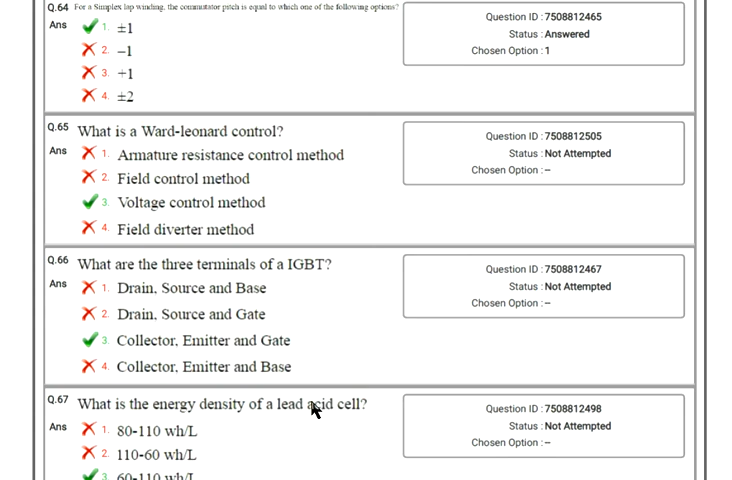 Q.64 For a Simplex lap winding, the commutator pitch is equal to which one of the following options?
Ans 1. ±1
2. −1
3. +1
4. ±2
Question ID : 7508812465
Status : Answered
Chosen Option : 1
Q.65 What is a Ward-leonard control?
Ans 1. Armature resistance control method
2. Field control method
3. Voltage control method
4. Field diverter method
Question ID : 7508812505
Status : Not Attempted
Chosen Option : --
Q.66 What are the three terminals of a IGBT?
Ans 1. Drain, Source and Base
2. Drain, Source and Gate
3. Collector, Emitter and Gate
4. Collector, Emitter and Base
Question ID : 7508812467
Status : Not Attempted
Chosen Option : --
Q.67 What is the energy density of a lead acid cell?
Ans 1. 80-110 wh/L
2. 110-60 wh/L
3. 60-110 wh/L
Question ID : 7508812498
Status : Not Attempted
Chosen Option : --